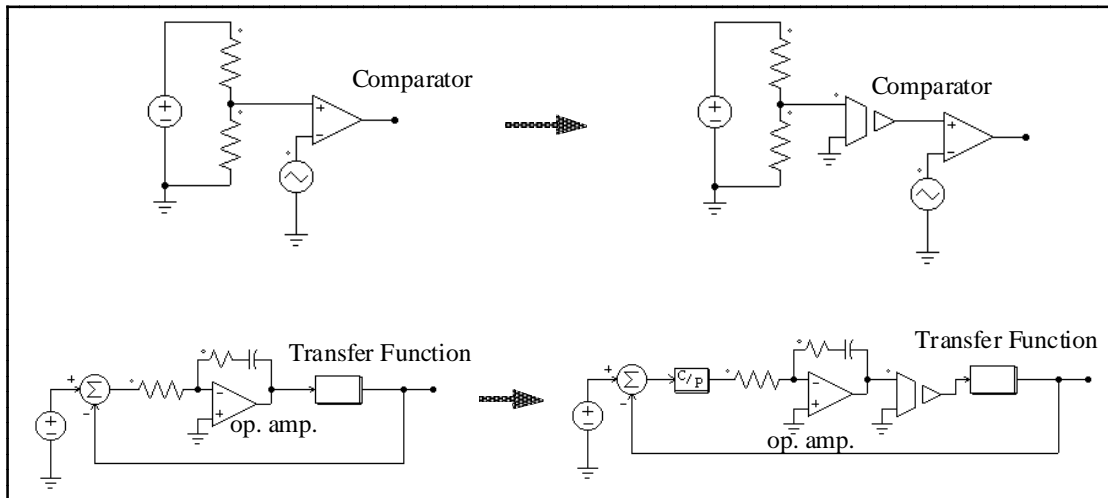 Comparator
Comparator
Transfer Function
op. amp.
Transfer Function
C/P
op. amp.